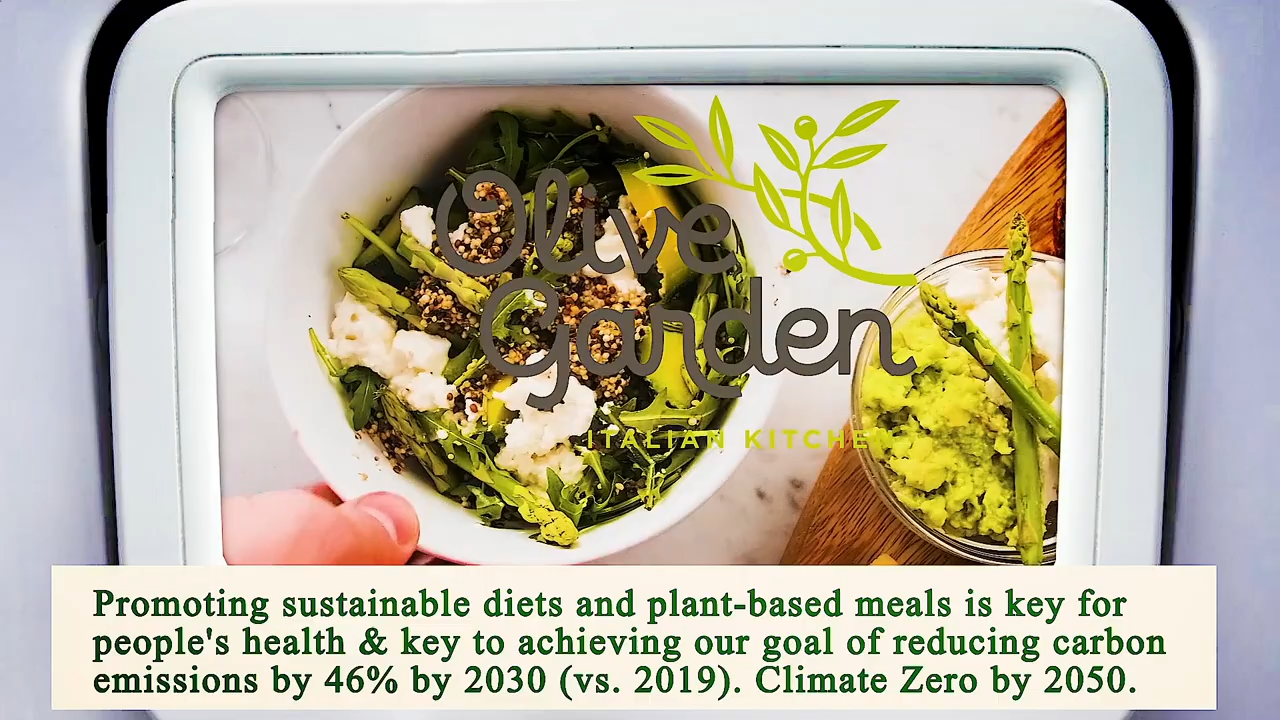 Olive
Garden
ITALIAN KITCHEN
Promoting sustainable diets and plant-based meals is key for
people's health & key to achieving our goal of reducing carbon
emissions by 46% by 2030 (vs. 2019). Climate Zero by 2050.